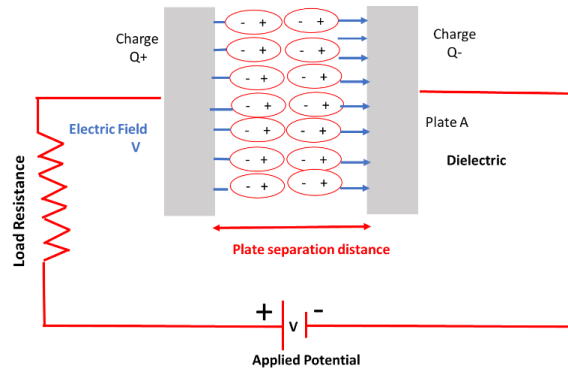 Charge
Q+
Electric Field
V
Load Resistance
- + - +
- + - +
- + - +
- + - +
- + - +
- + - +
- + - +
Charge
Q-
Plate A
Dielectric
Plate separation distance
+ V -
Applied Potential